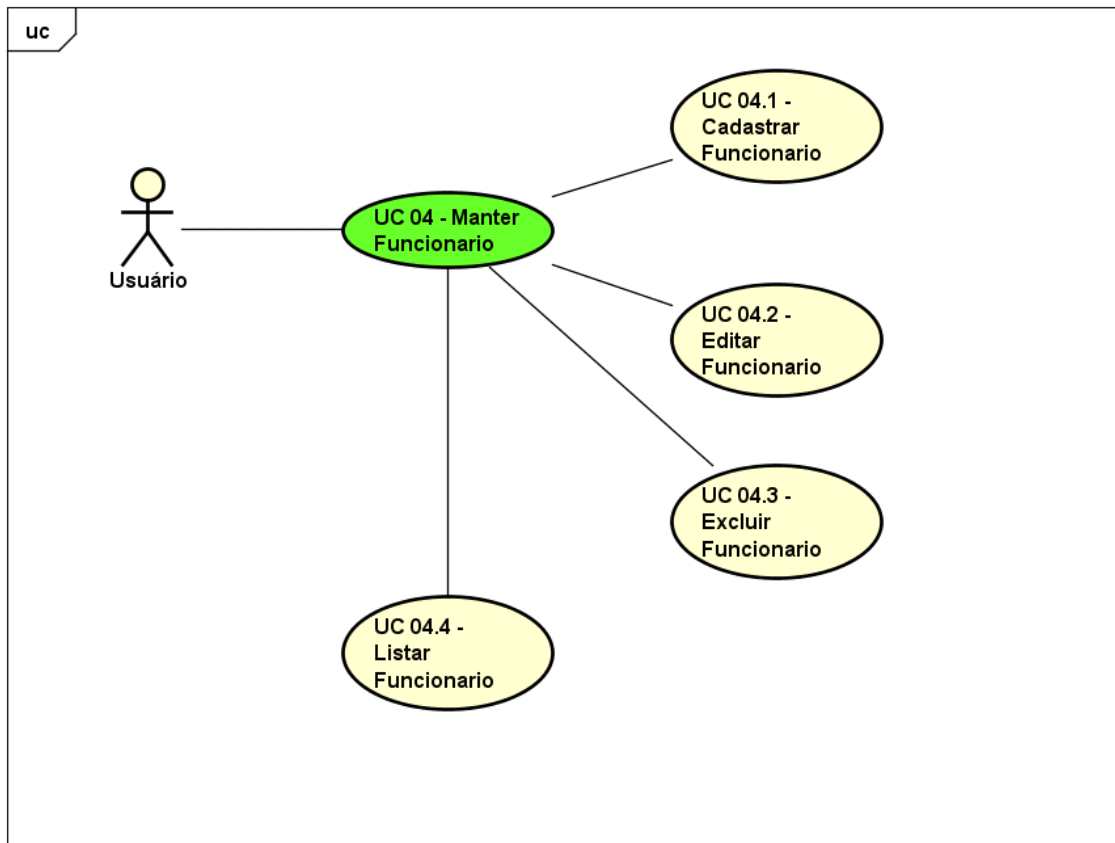 uc
UC 04.1 -
Cadastrar
Funcionario
UC 04 - Manter
Funcionario
Usuário
UC 04.2 -
Editar
Funcionario
UC 04.3 -
Excluir
Funcionario
UC 04.4 -
Listar
Funcionario